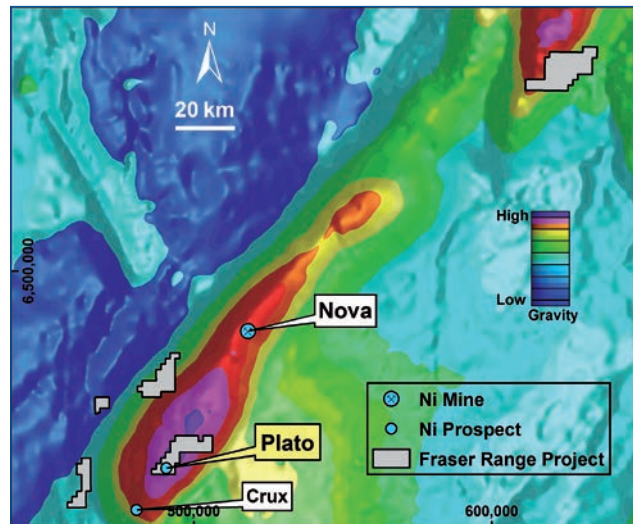 N
20 km
6,500,000
High
Low
Gravity
Nova
Ni Mine
Ni Prospect
Fraser Range Project
Plato
Crux
500,000
600,000